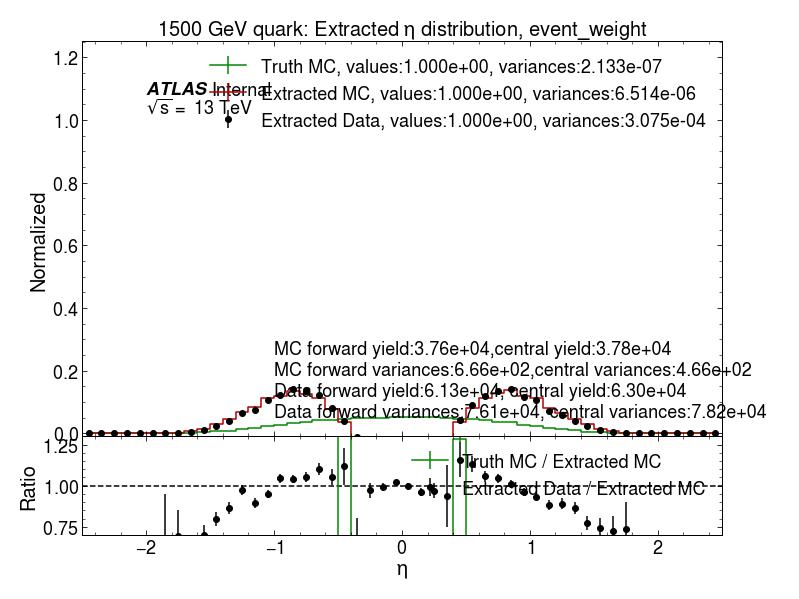 1500 GeV quark: Extracted η distribution, event_weight
Truth MC, values:1.000e+00, variances:2.133e-07
ATLAS Internal
Extracted MC, values:1.000e+00, variances:6.514e-06
√s = 13 TeV
Extracted Data, values:1.000e+00, variances:3.075e-04
Normalized
1.2
1.0
0.8
0.6
0.4
0.2
0.0
MC forward yield:3.76e+04,central yield:3.78e+04
MC forward variances:6.66e+02,central variances:4.66e+02
Data forward yield:6.13e+04, central yield:6.30e+04
Data forward variances:7.61e+04, central variances:7.82e+04
Ratio
1.25
1.00
0.75
Truth MC / Extracted MC
Extracted Data / Extracted MC
−2 −1 0 1 2
η